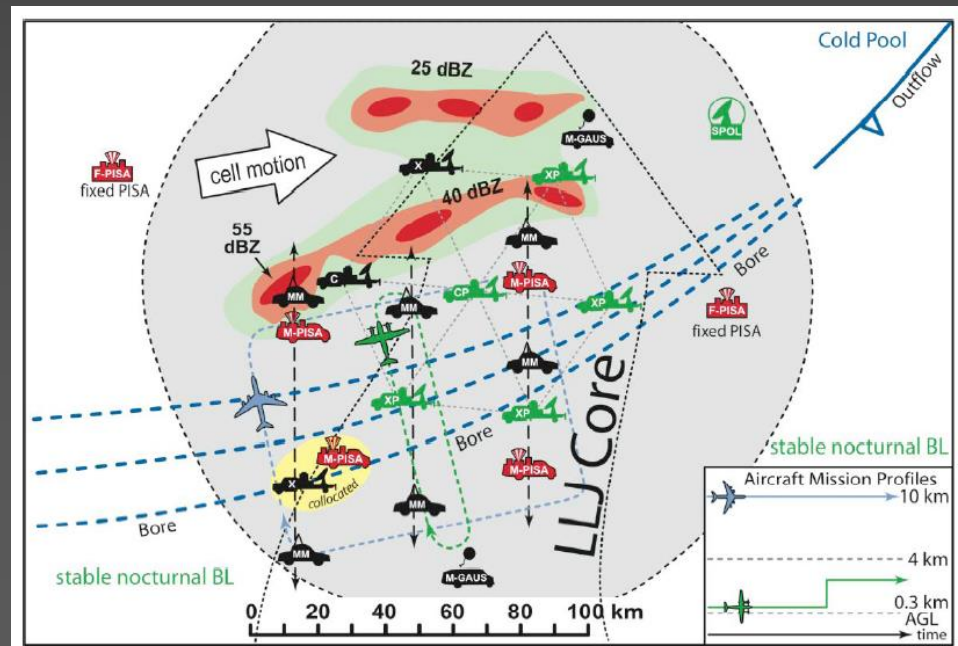 Cold Pool
Outflow
25 dBZ
M-GAUS
SPOL
F-PISA
fixed PISA
cell motion
X
XP
40 dBZ
55
dBZ
MM
MM
C
M-PISA
CP
XP
Bore
F-PISA
fixed PISA
M-PISA
MM
MM
XP
XP
Bore
LLJ Core
M-PISA
M-PISA
X
collocated
MM
Bore
MM
stable nocturnal BL
stable nocturnal BL
M-GAUS
0 20 40 60 80 100 km
Aircraft Mission Profiles
10 km
4 km
0.3 km
AGL
time